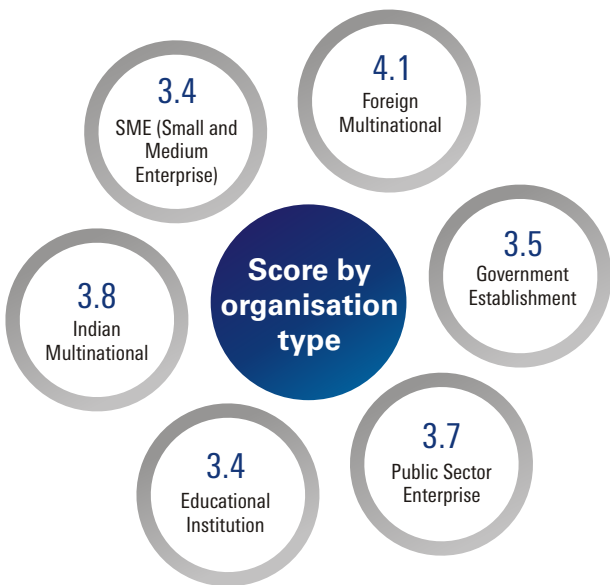 3.4
SME (Small and
Medium
Enterprise)
4.1
Foreign
Multinational
3.5
Government
Establishment
Score by
organisation
type
3.8
Indian
Multinational
3.7
Public Sector
Enterprise
3.4
Educational
Institution